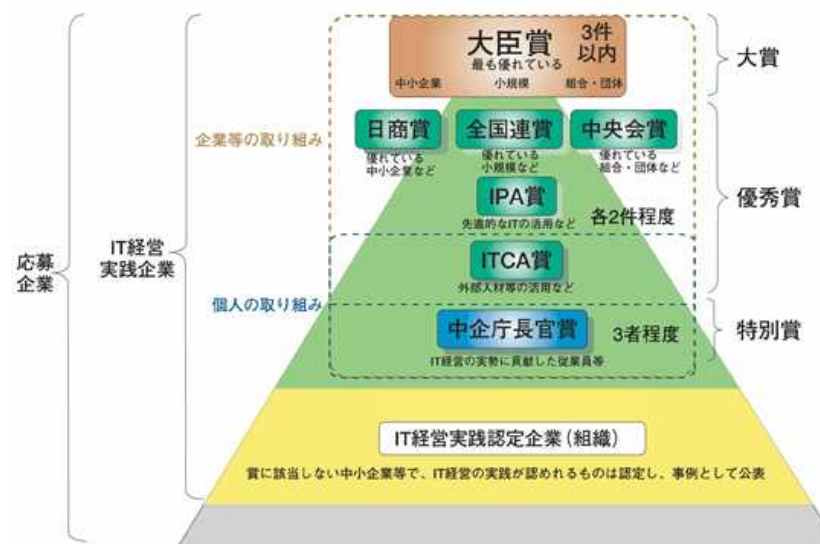 大臣賞
3件
以内
最も優れている
中小企業
小規模
組合・団体
大賞
企業等の取り組み
日商賞
優れている
中小企業など
全国連賞
優れている
小規模など
中央会賞
優れている
組合・団体など
IPA賞
先進的なITの活用など
各2件程度
優秀賞
応募
企業
IT経営
実践企業
ITCA賞
外部人材等の活用など
個人の取り組み
中企庁長官賞
3者程度
特別賞
IT経営の実勢に貢献した従業員等
IT経営実践認定企業(組織)
賞に該当しない中小企業等で、IT経営の実践が認めれるものは認定し、事例として公表